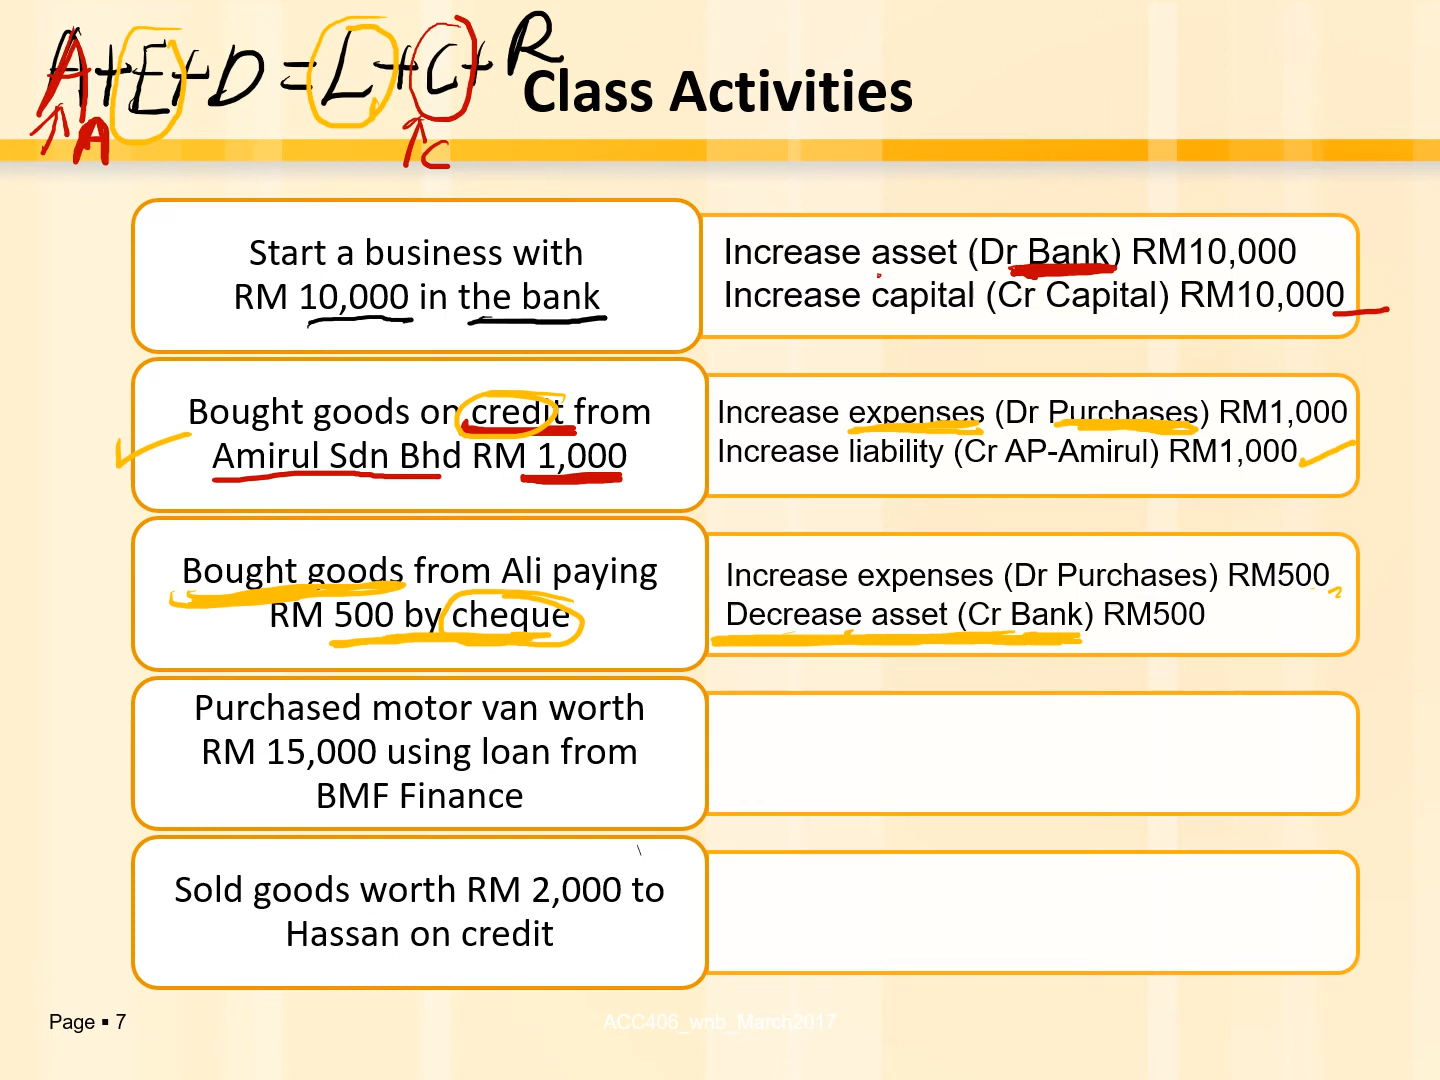 A+E+D=L+C+R
A
C
Class Activities
Start a business with
RM 10,000 in the bank
Increase asset (Dr Bank) RM10,000
Increase capital (Cr Capital) RM10,000
Bought goods on credit from
Amirul Sdn Bhd RM 1,000
Increase expenses (Dr Purchases) RM1,000
Increase liability (Cr AP-Amirul) RM1,000
Bought goods from Ali paying
RM 500 by cheque
Increase expenses (Dr Purchases) RM500
Decrease asset (Cr Bank) RM500
Purchased motor van worth
RM 15,000 using loan from
BMF Finance
Sold goods worth RM 2,000 to
Hassan on credit
Page ▪ 7
ACC406_wnb_March2017